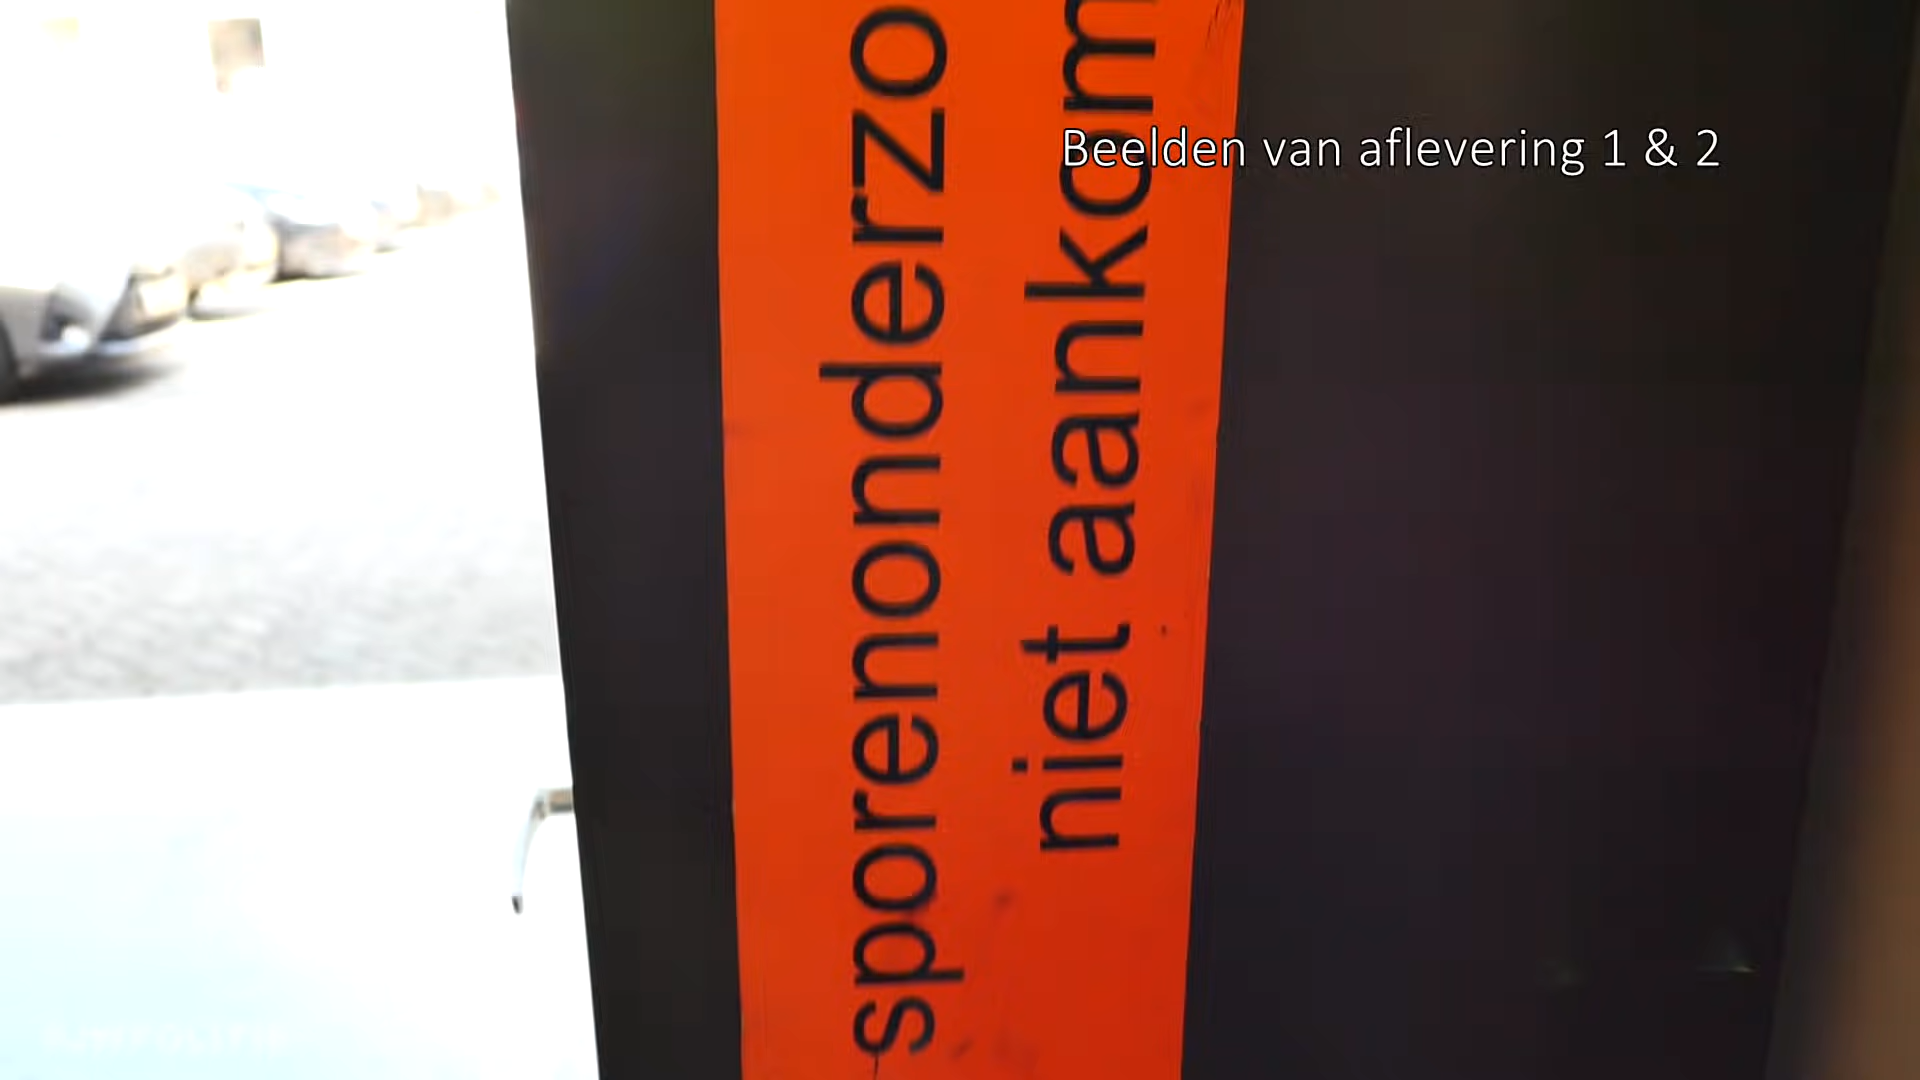 Beelden van aflevering 1 & 2
sporenonderzo
niet aankom